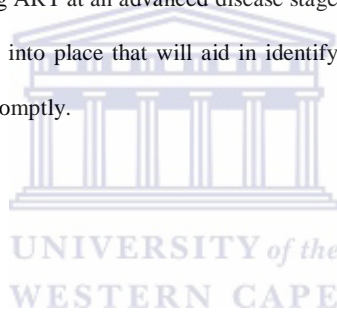 g ART at an advanced disease stage
into place that will aid in identify
omptly.
UNIVERSITY of the
WESTERN CAPE